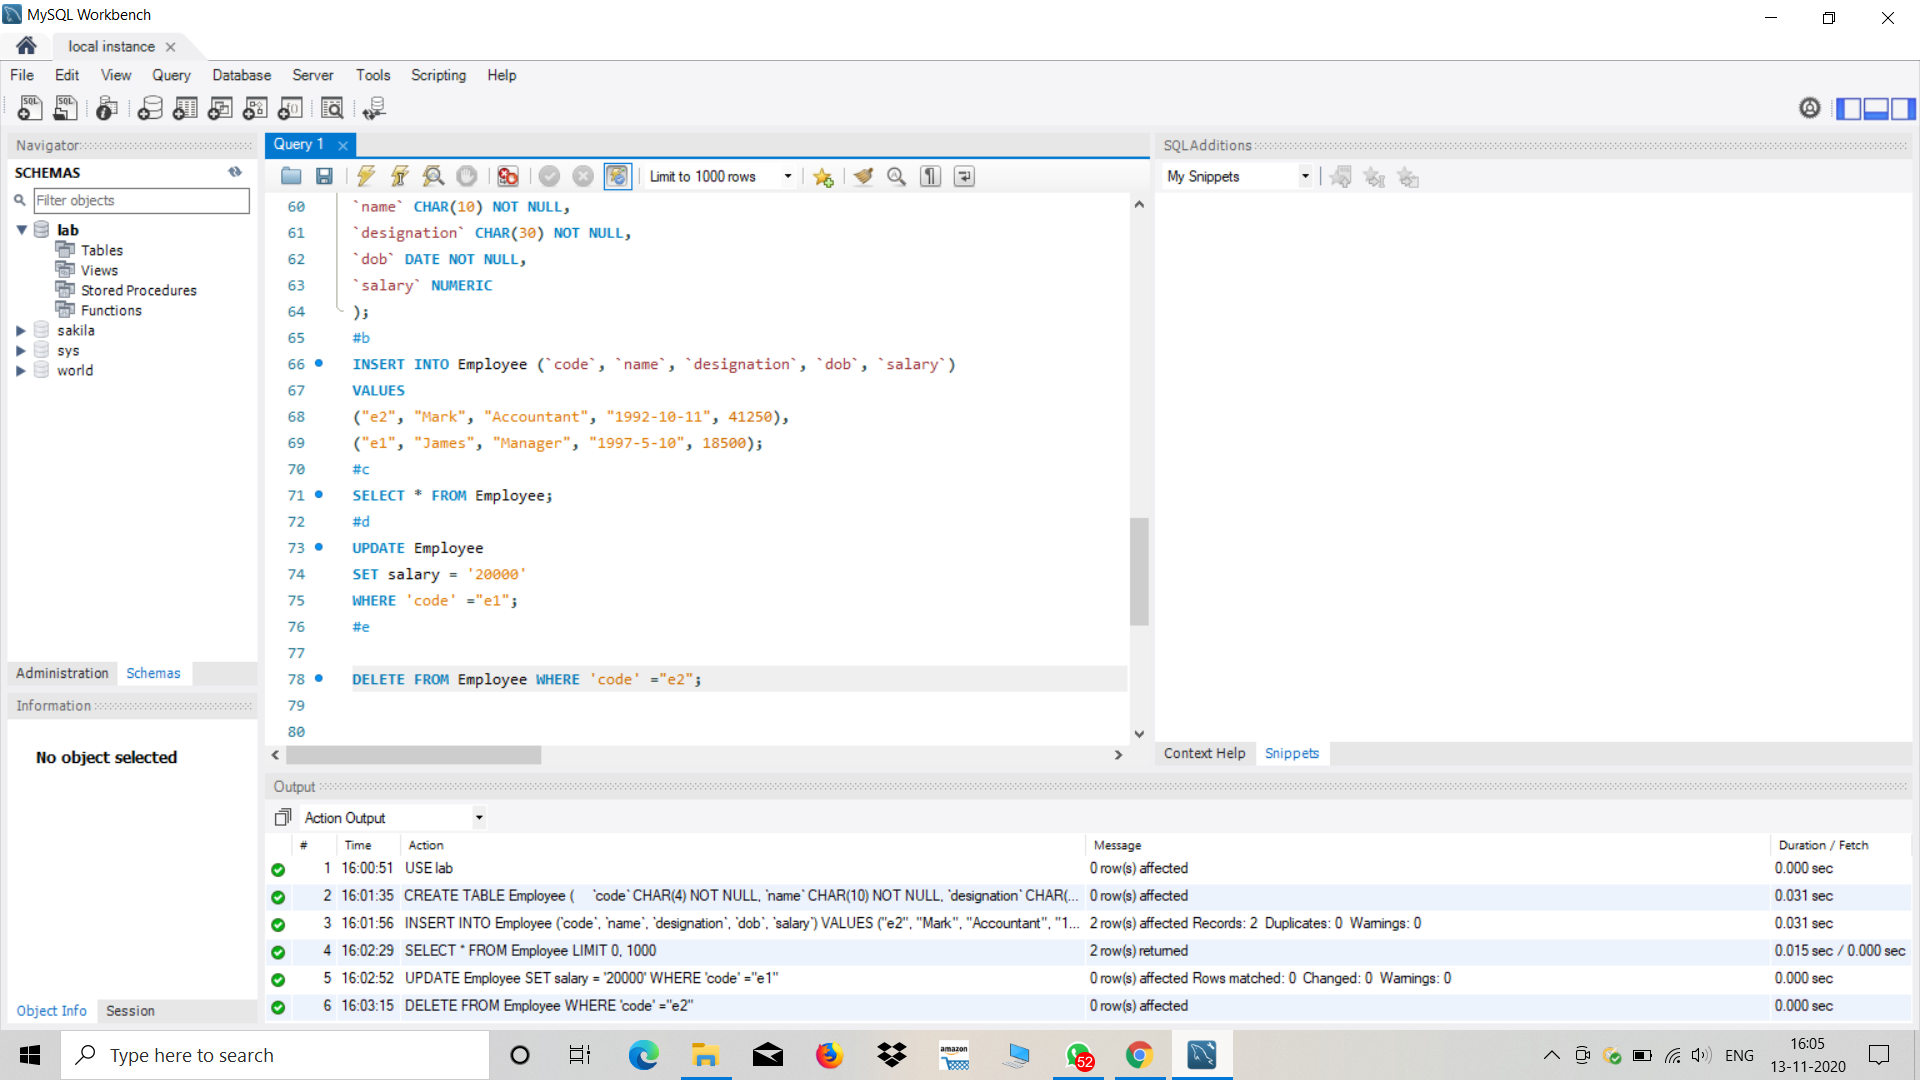 MySQL Workbench
local instance
File Edit View Query Database Server Tools Scripting Help
Navigator
SCHEMAS
Filter objects
lab
Tables
Views
Stored Procedures
Functions
sakila
sys
world
Administration Schemas
Information
No object selected
Object Info Session
Query 1
Limit to 1000 rows
60 `name` CHAR(10) NOT NULL,
61 `designation` CHAR(30) NOT NULL,
62 `dob` DATE NOT NULL,
63 `salary` NUMERIC
64 );
65 #b
66 INSERT INTO Employee (`code`, `name`, `designation`, `dob`, `salary`)
67 VALUES
68 ("e2", "Mark", "Accountant", "1992-10-11", 41250),
69 ("e1", "James", "Manager", "1997-5-10", 18500);
70 #c
71 SELECT * FROM Employee;
72 #d
73 UPDATE Employee
74 SET salary = '20000'
75 WHERE 'code' ="e1";
76 #e
77
78 DELETE FROM Employee WHERE 'code' ="e2";
79
80
SQLAdditions
My Snippets
Context Help Snippets
Output
Action Output
# Time Action Message Duration / Fetch
1 16:00:51 USE lab 0 row(s) affected 0.000 sec
2 16:01:35 CREATE TABLE Employee ( `code` CHAR(4) NOT NULL, `name` CHAR(10) NOT NULL, `designation` CHAR(... 0 row(s) affected 0.031 sec
3 16:01:56 INSERT INTO Employee (`code`, `name`, `designation`, `dob`, `salary`) VALUES ("e2", "Mark", "Accountant", "1... 2 row(s) affected Records: 2 Duplicates: 0 Warnings: 0 0.031 sec
4 16:02:29 SELECT * FROM Employee LIMIT 0, 1000 2 row(s) returned 0.015 sec / 0.000 sec
5 16:02:52 UPDATE Employee SET salary = '20000' WHERE 'code' ="e1" 0 row(s) affected Rows matched: 0 Changed: 0 Warnings: 0 0.000 sec
6 16:03:15 DELETE FROM Employee WHERE 'code' ="e2" 0 row(s) affected 0.000 sec
Type here to search
amazon
52
ENG
16:05
13-11-2020